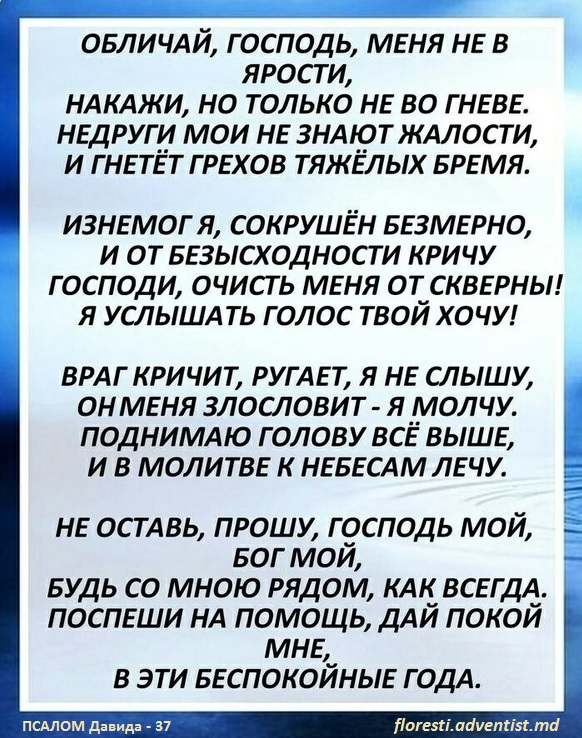 ОБЛИЧАЙ, ГОСПОДЬ, МЕНЯ НЕ В
ЯРОСТИ,
НАКАЖИ, НО ТОЛЬКО НЕ ВО ГНЕВЕ.
НЕДРУГИ МОИ НЕ ЗНАЮТ ЖАЛОСТИ,
И ГНЕТЁТ ГРЕХОВ ТЯЖЁЛЫХ БРЕМЯ.
ИЗНЕМОГ Я, СОКРУШЁН БЕЗМЕРНО,
И ОТ БЕЗЫСХОДНОСТИ КРИЧУ
ГОСПОДИ, ОЧИСТЬ МЕНЯ ОТ СКВЕРНЫ!
Я УСЛЫШАТЬ ГОЛОС ТВОЙ ХОЧУ!
ВРАГ КРИЧИТ, РУГАЕТ, Я НЕ СЛЫШУ,
ОН МЕНЯ ЗЛОСЛОВИТ - Я МОЛЧУ.
ПОДНИМАЮ ГОЛОВУ ВСЁ ВЫШЕ,
И В МОЛИТВЕ К НЕБЕСАМ ЛЕЧУ.
НЕ ОСТАВЬ, ПРОШУ, ГОСПОДЬ МОЙ,
БОГ МОЙ,
БУДЬ СО МНОЮ РЯДОМ, КАК ВСЕГДА.
ПОСПЕШИ НА ПОМОЩЬ, ДАЙ ПОКОЙ
МНЕ,
В ЭТИ БЕСПОКОЙНЫЕ ГОДА.
ПСАЛОМ Давида - 37
floresti.adventist.md